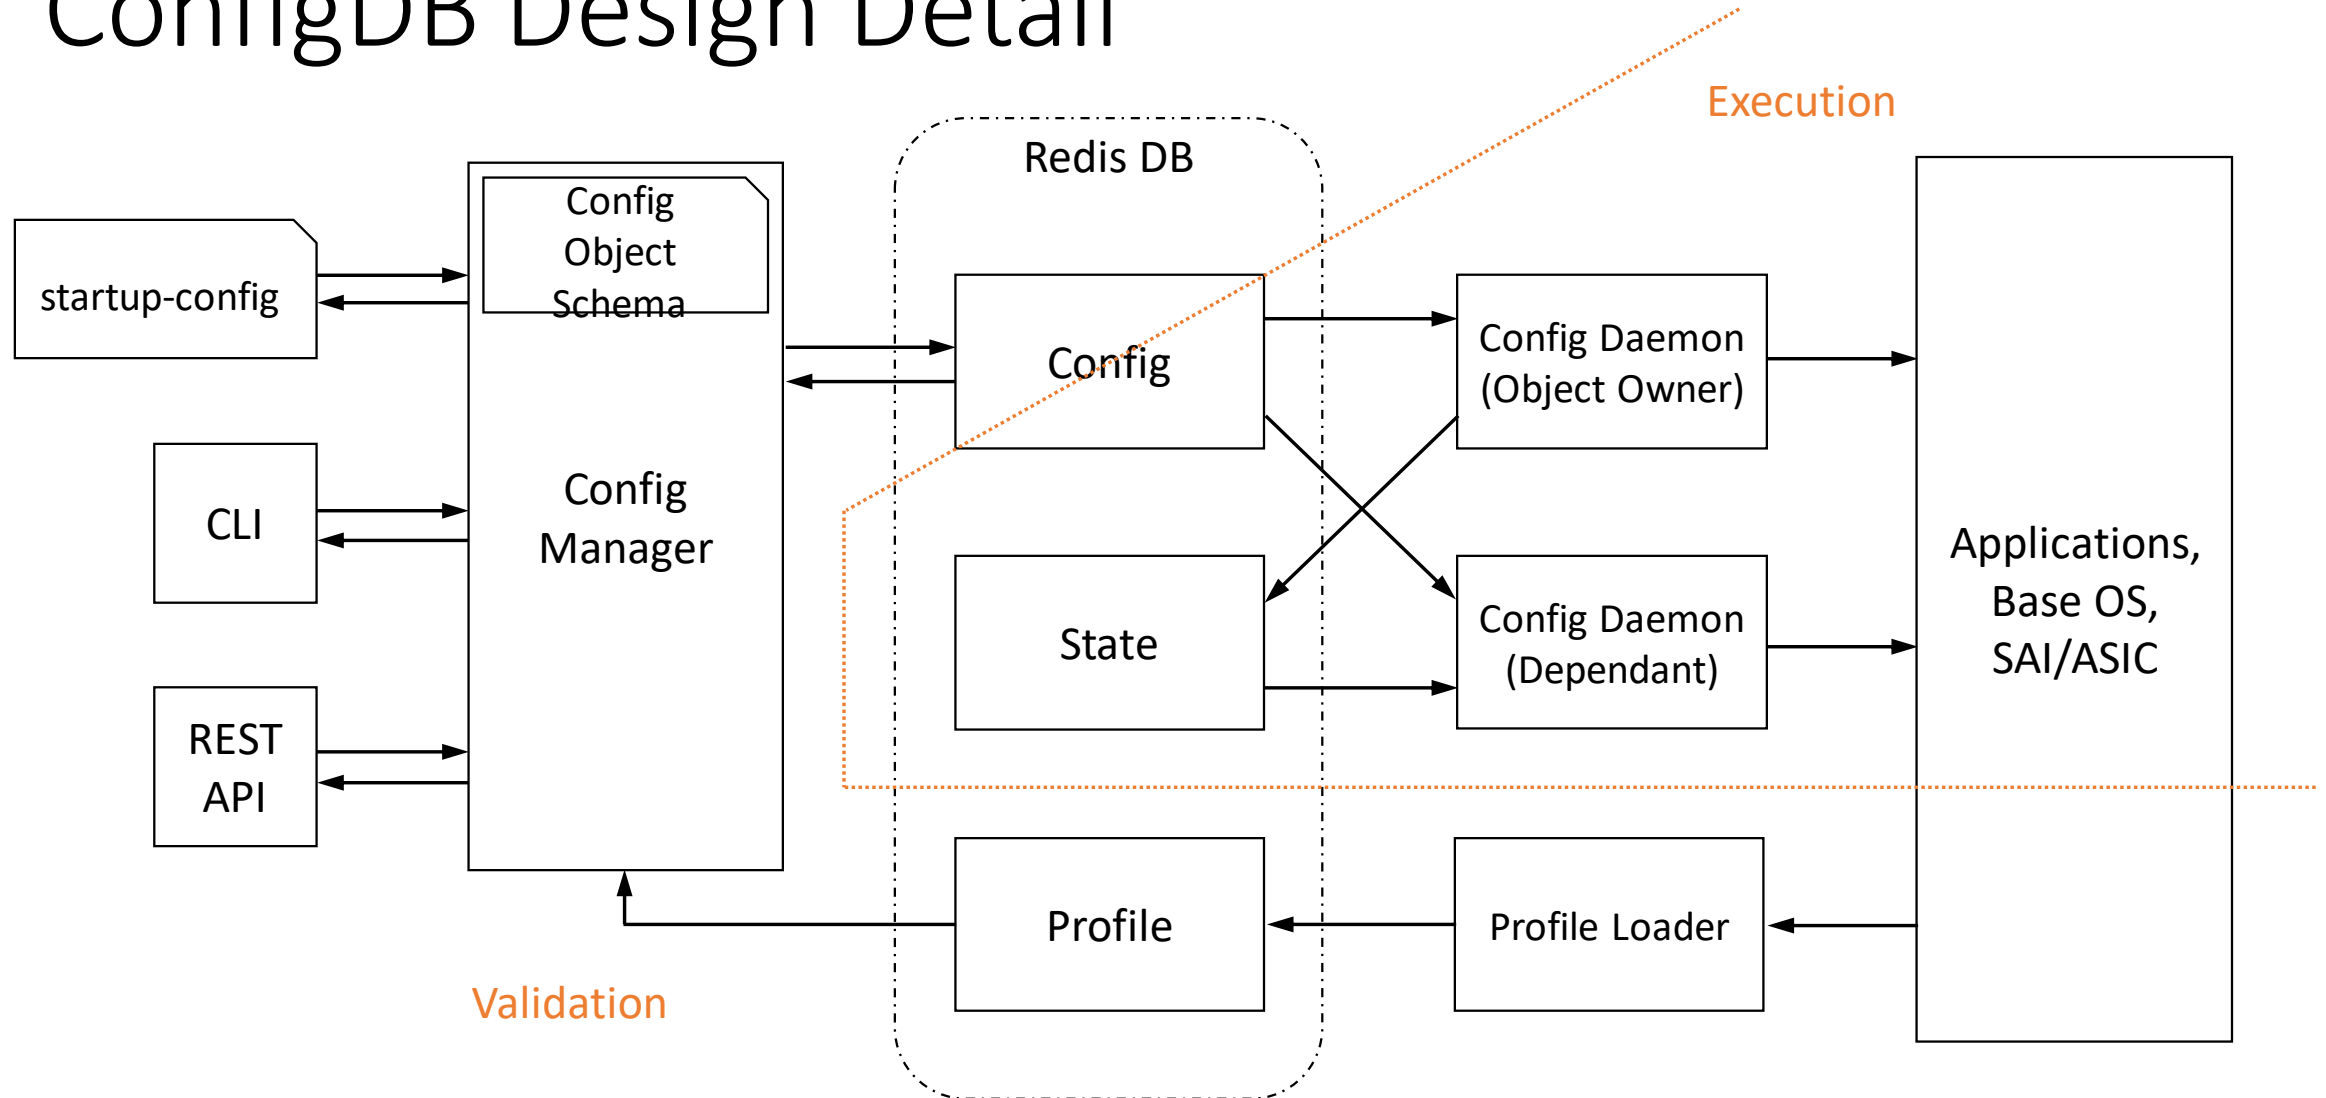 ConfigDB Design Detail
Execution
Redis DB
Config
Object
Schema
startup-config
Config
Manager
CLI
REST
API
Config
State
Profile
Config Daemon
(Object Owner)
Config Daemon
(Dependant)
Profile Loader
Applications,
Base OS,
SAI/ASIC
Validation